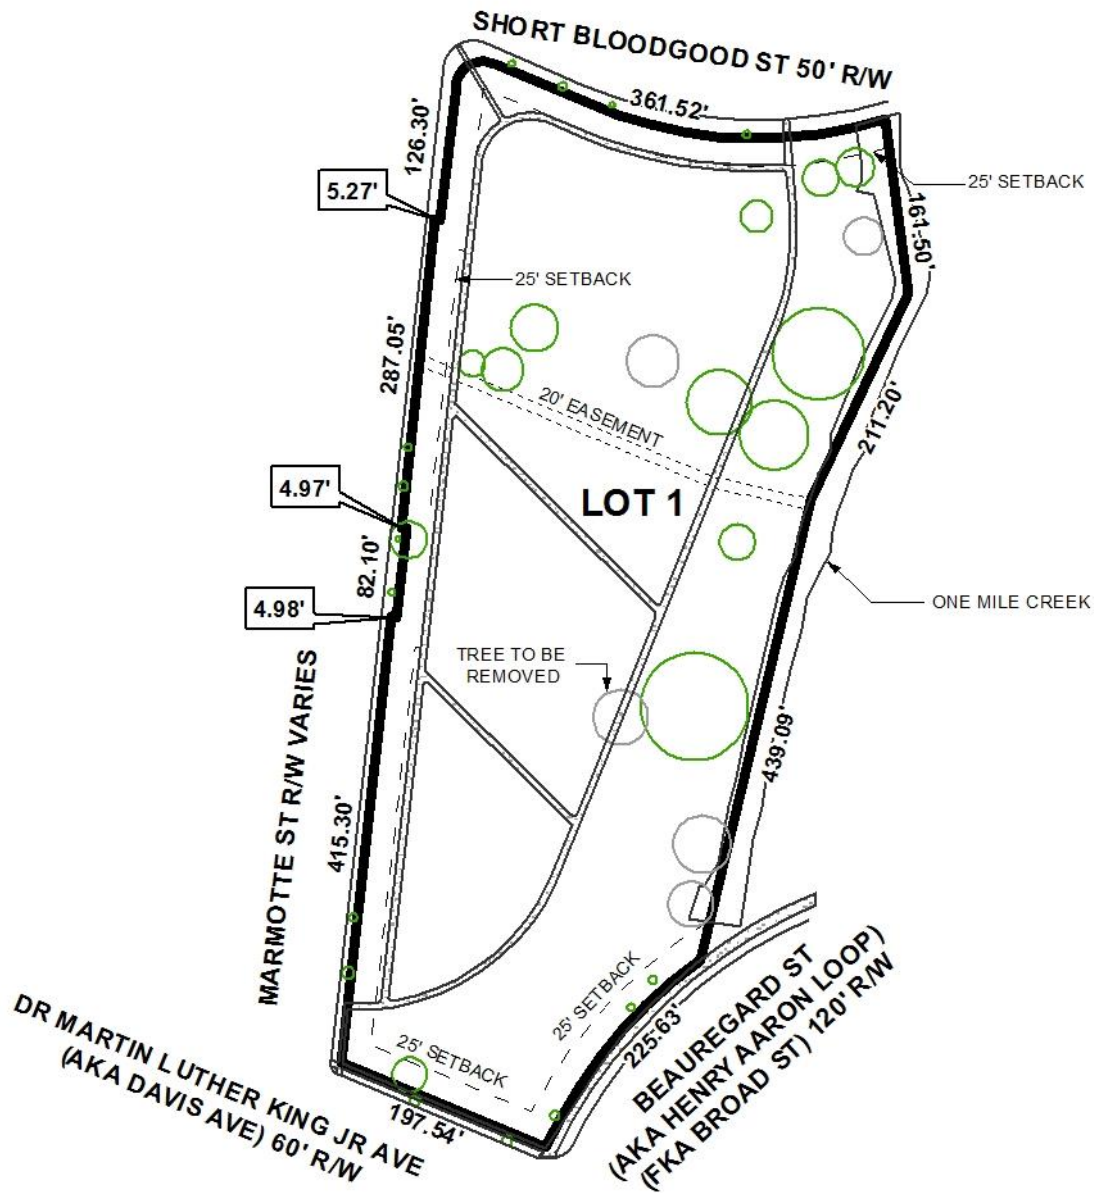 SHORT BLOODGOOD ST 50' R/W
361.52'
126.30'
5.27'
25' SETBACK
161.50'
25' SETBACK
287.05'
20' EASEMENT
211.20'
LOT 1
4.97'
82.10'
4.98'
ONE MILE CREEK
TREE TO BE
REMOVED
439.09'
MARMOTTE ST R/W VARIES
415.30'
25' SETBACK
25' SETBACK
225.63'
197.54'
DR MARTIN LUTHER KING JR AVE
(AKA DAVIS AVE) 60' R/W
BEAUREGARD ST
(AKA HENRY AARON LOOP)
(FKA BROAD ST) 120' R/W